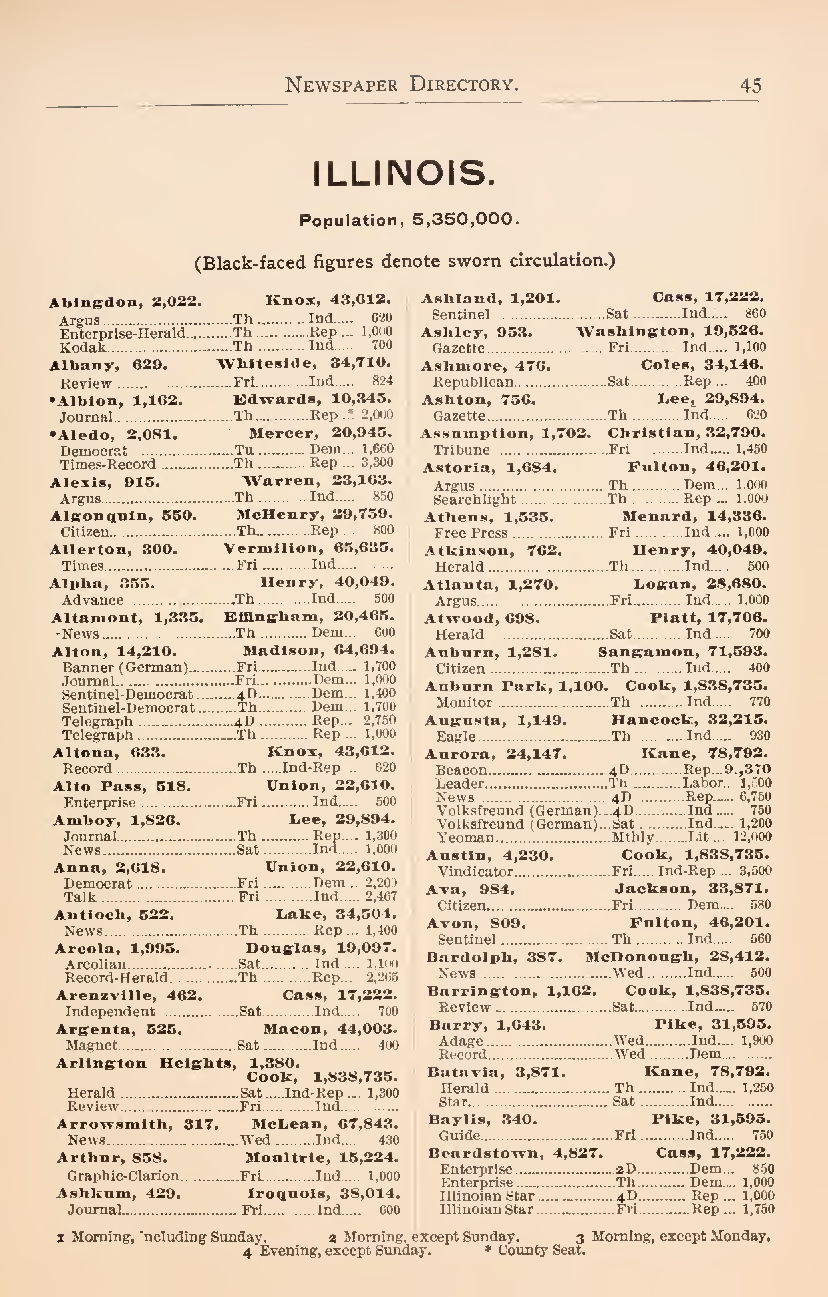 NEWSPAPER DIRECTORY. 45
ILLINOIS.
Population, 5,350,000.
(Black-faced figures denote sworn circulation.)
Abingdon, 2,022. Knox, 43,612.
Argus Th Ind 620
Enterprise-Herald Th Rep 1,000
Kodak Th Ind 700
Albany, 629. Whiteside, 34,710.
Review Fri Ind 824
*Albion, 1,162. Edwards, 10,345.
Journal Th Rep 2,000
*Aledo, 2,081. Mercer, 20,945.
Democrat Tu Dem 1,660
Times-Record Th Rep 3,300
Alexis, 915. Warren, 23,163.
Argus Th Ind 850
Algonquin, 550. McHenry, 29,759.
Citizen Th Rep 800
Allerton, 300. Vermilion, 65,635.
Times Fri Ind
Alpha, 355. Henry, 40,049.
Advance Th Ind 500
Altamont, 1,335. Effingham, 20,465.
-News Th Dem 600
Alton, 14,210. Madison, 64,694.
Banner (German) Fri Ind 1,700
Journal Fri Dem 1,000
Sentinel-Democrat 4D Dem 1,400
Sentinel-Democrat Th Dem 1,700
Telegraph 4D Rep 2,750
Telegraph Th Rep 1,000
Altona, 633. Knox, 43,612.
Record Th Ind-Rep 620
Alto Pass, 518. Union, 22,610.
Enterprise Fri Ind 500
Amboy, 1,826. Lee, 29,894.
Journal Th Rep 1,300
News Sat Ind 1,000
Anna, 2,618. Union, 22,610.
Democrat Fri Dem 2,200
Talk Fri Ind 2,467
Antioch, 522. Lake, 34,504.
News Th Rep 1,400
Arcola, 1,995. Douglas, 19,097.
Arcolian Sat Ind 1,100
Record-Herald Th Rep 2,265
Arenzville, 462. Cass, 17,222.
Independent Sat Ind 700
Argenta, 525. Macon, 44,003.
Magnet Sat Ind 400
Arlington Heights, 1,380.
Cook, 1,838,735.
Herald Sat Ind-Rep 1,300
Review Fri Ind
Arrowsmith, 317. McLean, 67,843.
News Wed Ind 430
Arthur, 858. Moultrie, 15,224.
Graphic-Clarion Fri Ind 1,000
Ashkum, 429. Iroquois, 38,014.
Journal Fri Ind 600
Ashland, 1,201. Cass, 17,222.
Sentinel Sat Ind 860
Ashley, 953. Washington, 19,526.
Gazette Fri Ind 1,100
Ashmore, 476. Coles, 34,146.
Republican Sat Rep 400
Ashton, 756. Lee, 29,894.
Gazette Th Ind 620
Assumption, 1,702. Christian, 32,790.
Tribune Fri Ind 1,450
Astoria, 1,684. Fulton, 46,201.
Argus Th Dem 1.000
Searchlight Th Rep 1.000
Athens, 1,535. Menard, 14,336.
Free Press Fri Ind 1,000
Atkinson, 762. Henry, 40,049.
Herald Th Ind 500
Atlanta, 1,270. Logan, 28,680.
Argus Fri Ind 1,000
Atwood, 698. Piatt, 17,706.
Herald Sat Ind 700
Auburn, 1,281. Sangamon, 71,593.
Citizen Th Ind 400
Auburn Park, 1,100. Cook, 1,838,735.
Monitor Th Ind 770
Augusta, 1,149. Hancock, 32,215.
Eagle Th Ind 930
Aurora, 24,147. Kane, 78,792.
Beacon 4D Rep 9.,370
Leader Th Labor
News 4D Rep 6,750
Volksfreund (German) 4D Ind 750
Volksfreund (German) Sat Ind 1,200
Yeoman Mthly Lit 12,000
Austin, 4,230. Cook, 1,838,735.
Vindicator Fri Ind-Rep 3,500
Ava, 984. Jackson, 33,871.
Citizen Fri Dem 580
Avon, 809. Fulton, 46,201.
Sentinel Th Ind 560
Bardolph, 387. McDonough, 28,412.
News Wed Ind 500
Barrington, 1,162. Cook, 1,838,735.
Review Sat Ind 570
Barry, 1,643. Pike, 31,595.
Adage Wed Ind 1,900
Record Wed Dem
Batavia, 3,871. Kane, 78,792.
Herald Th Ind 1,250
Star Sat Ind
Baylis, 340. Pike, 31,595.
Guide Fri Ind 750
Beardstown, 4,827. Cass, 17,222.
Enterprise 2D Dem 850
Enterprise Th Dem 1,000
Illinoian Star 4D Rep 1,000
Illinoian Star Fri Rep 1,750
1 Morning, including Sunday. 2 Morning, except Sunday. 3 Morning, except Monday.
4 Evening, except Sunday. * County Seat.